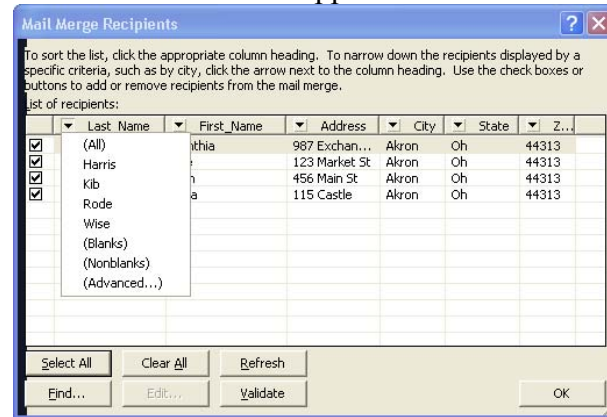 Mail Merge Recipients
To sort the list, click the appropriate column heading. To narrow down the recipients displayed by a
specific criteria, such as by city, click the arrow next to the column heading. Use the check boxes or
buttons to add or remove recipients from the mail merge.
List of recipients:
Last Name First_Name Address City State Z...
(All) nthia 987 Exchan... Akron Oh 44313
Harris 123 Market St Akron Oh 44313
Kib 456 Main St Akron Oh 44313
Rode a 115 Castle Akron Oh 44313
Wise
(Blanks)
(Nonblanks)
(Advanced...)
Select All Clear All Refresh
Find... Edit... Validate OK